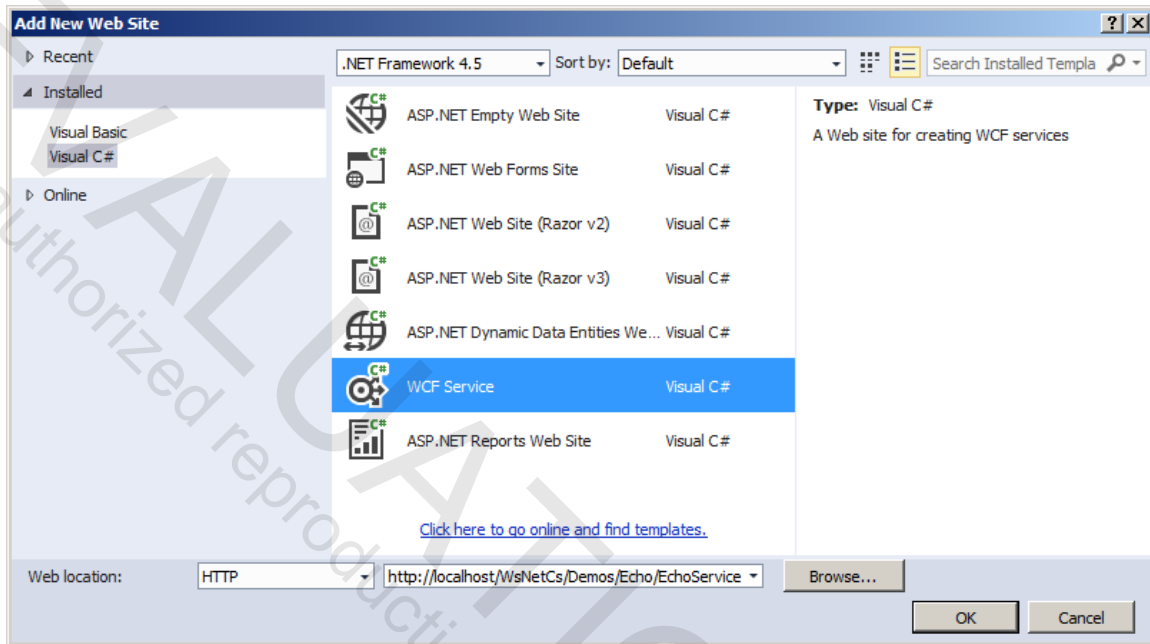 Add New Web Site
Recent
Installed
Visual Basic
Visual C#
Online
.NET Framework 4.5 Sort by: Default Search Installed Templa
C# ASP.NET Empty Web Site Visual C#
C# ASP.NET Web Forms Site Visual C#
C# @ ASP.NET Web Site (Razor v2) Visual C#
C# @ ASP.NET Web Site (Razor v3) Visual C#
C# ASP.NET Dynamic Data Entities We... Visual C#
C# WCF Service Visual C#
C# ASP.NET Reports Web Site Visual C#
Click here to go online and find templates.
Type: Visual C#
A Web site for creating WCF services
Web location: HTTP http://localhost/WsNetCs/Demos/Echo/EchoService Browse...
OK Cancel